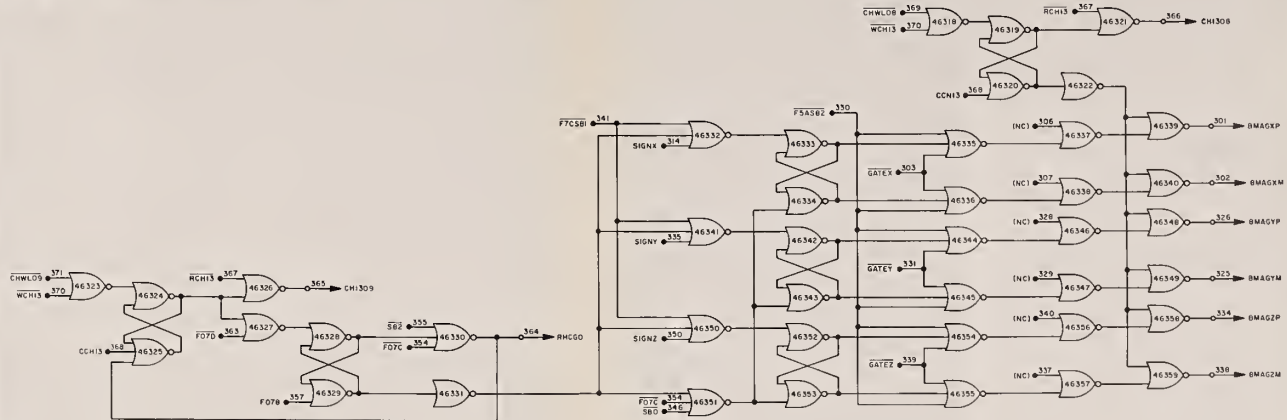 CHWL08 369
WCH13 370
46318
46319
RCH13 367
46321
366 CH1308
CCN13 368
46320
46322
F7CSB1 341
46332
SIGNX 314
46333
46334
F5ASB2 330
46335
GATEX 303
46336
(NC) 306
46337
46339
301 BMAGXP
(NC) 307
46338
46340
302 BMAGXM
46341
SIGNY 335
46342
46343
46344
GATEY 331
46345
(NC) 328
46346
46348
326 BMAGYP
(NC) 329
46347
46349
325 BMAGYM
46350
SIGNZ 350
46352
46353
46354
GATEZ 339
46355
(NC) 340
46356
46358
334 BMAGZP
(NC) 337
46357
46359
338 BMAGZM
F07C 354
SB0 346
46351
CHWL09 371
WCH13 370
46323
46324
RCH13 367
46326
365 CH1309
CCH13 368
46325
F07D 363
46327
46328
F07B 357
46329
SB2 355
F07C 354
46330
364 RHCGO
46331